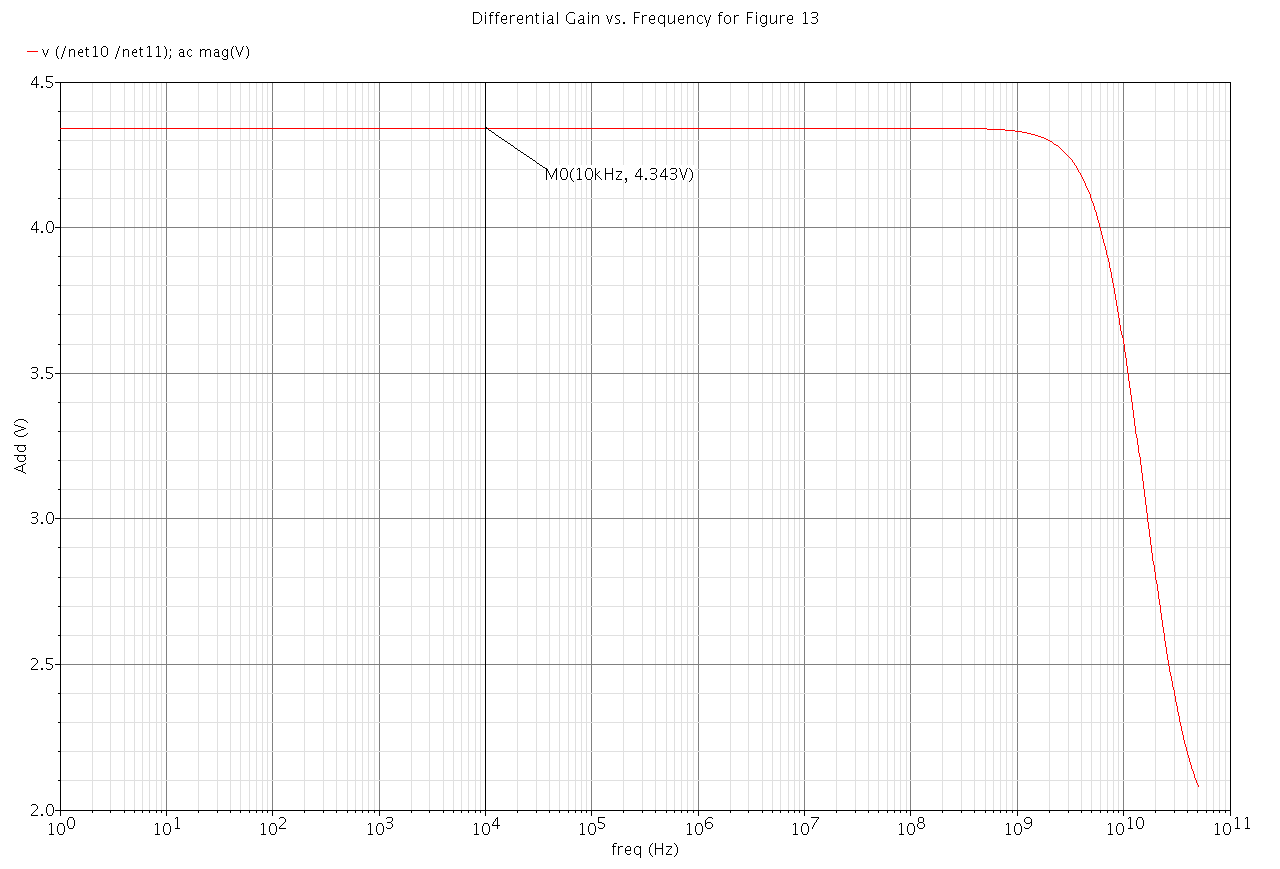 Differential Gain vs. Frequency for Figure 13
v (/net10 /net11); ac mag(V)
4.5
M0(10kHz, 4.343V)
4.0
3.5
Add (V)
3.0
2.5
2.0
10⁰ 10¹ 10² 10³ 10⁴ 10⁵ 10⁶ 10⁷ 10⁸ 10⁹ 10¹⁰ 10¹¹
freq (Hz)